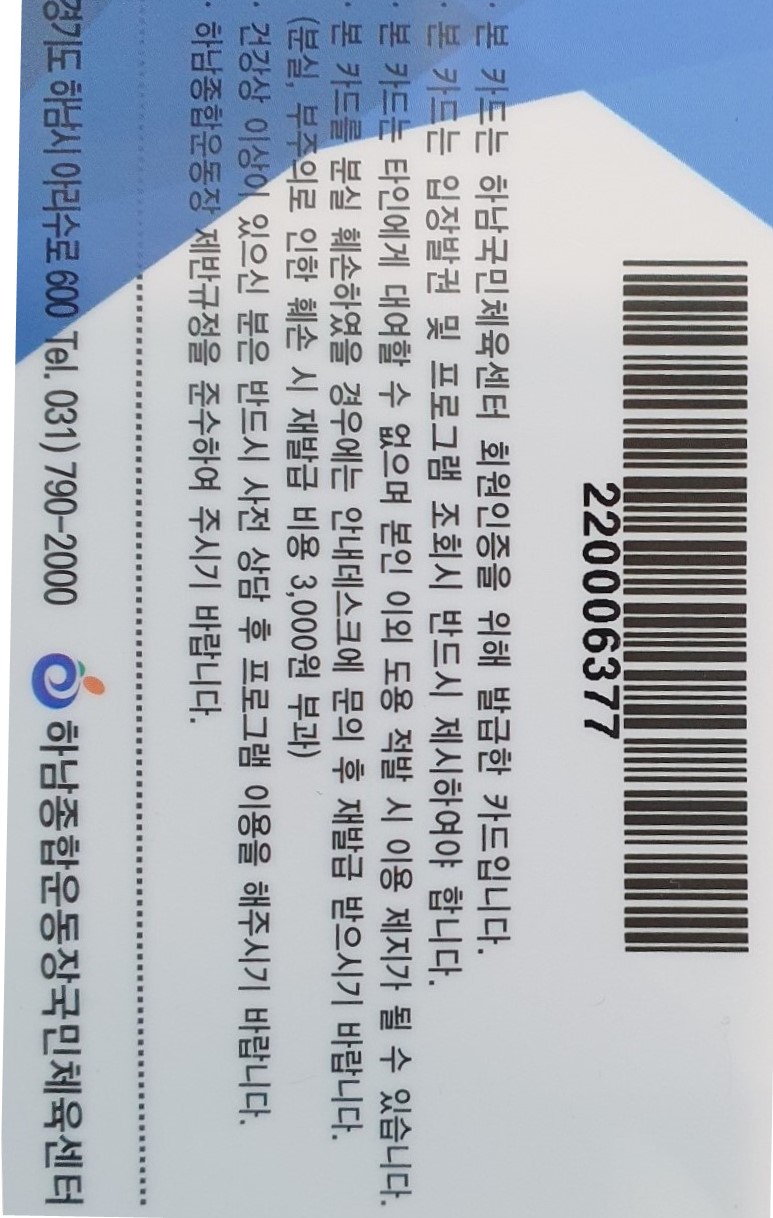 220006377
· 본 카드는 하남국민체육센터 회원인증을 위해 발급한 카드입니다.
· 본 카드는 입장발권 및 프로그램 조회시 반드시 제시하여야 합니다.
· 본 카드는 타인에게 대여할 수 없으며 본인 이외 도용 적발 시 이용 제지가 될 수 있습니다.
· 본 카드를 분실 훼손하였을 경우에는 안내데스크에 문의 후 재발급 받으시기 바랍니다.
(분실, 부주의로 인한 훼손 시 재발급 비용 3,000원 부과)
· 건강상 이상이 있으신 분은 반드시 사전 상담 후 프로그램 이용을 해주시기 바랍니다.
· 하남종합운동장 제반규정을 준수하여 주시기 바랍니다.
경기도 하남시 아리수로 600 Tel. 031) 790-2000 하남종합운동장국민체육센터